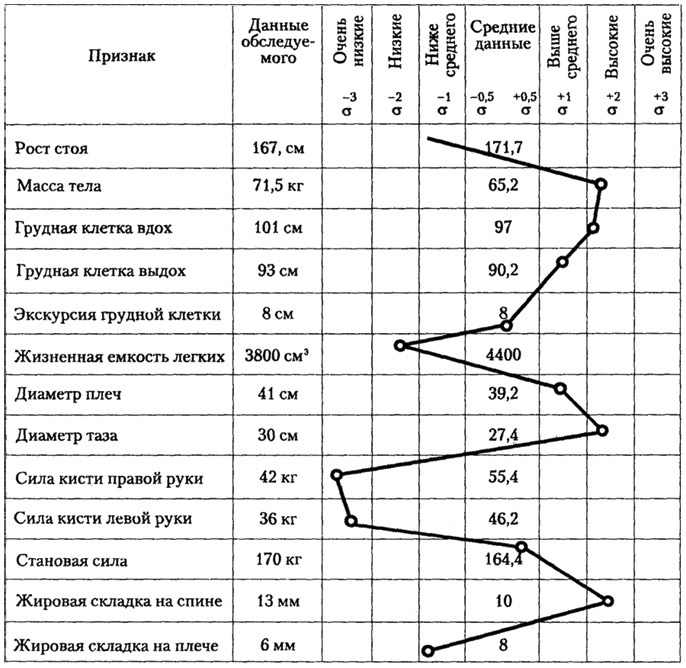 Признак
Данные обследуе-мого
Очень низкие
Низкие
Ниже среднего
Средние данные
Выше среднего
Высокие
Очень высокие
−3 σ
−2 σ
−1 σ
−0,5 σ
+0,5 σ
+1 σ
+2 σ
+3 σ
Рост стоя 167, см 171,7
Масса тела 71,5 кг 65,2
Грудная клетка вдох 101 см 97
Грудная клетка выдох 93 см 90,2
Экскурсия грудной клетки 8 см 8
Жизненная емкость легких 3800 см³ 4400
Диаметр плеч 41 см 39,2
Диаметр таза 30 см 27,4
Сила кисти правой руки 42 кг 55,4
Сила кисти левой руки 36 кг 46,2
Становая сила 170 кг 164,4
Жировая складка на спине 13 мм 10
Жировая складка на плече 6 мм 8